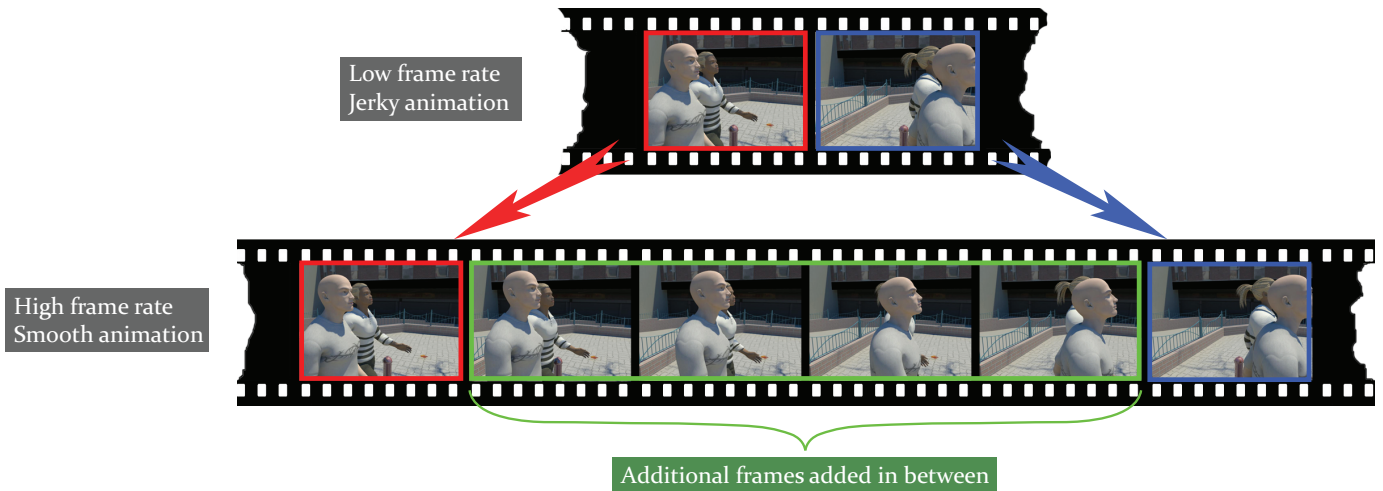 Low frame rate
Jerky animation
High frame rate
Smooth animation
Additional frames added in between